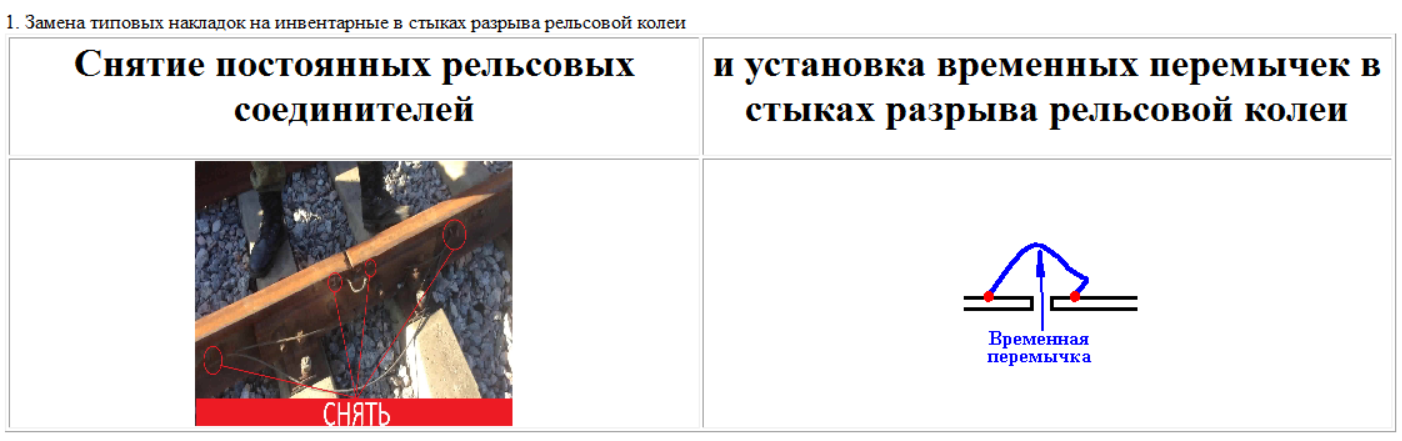 1. Замена типовых накладок на инвентарные в стыках разрыва рельсовой колеи
Снятие постоянных рельсовых
соединителей
и установка временных перемычек в
стыках разрыва рельсовой колеи
СНЯТЬ
Временная
перемычка